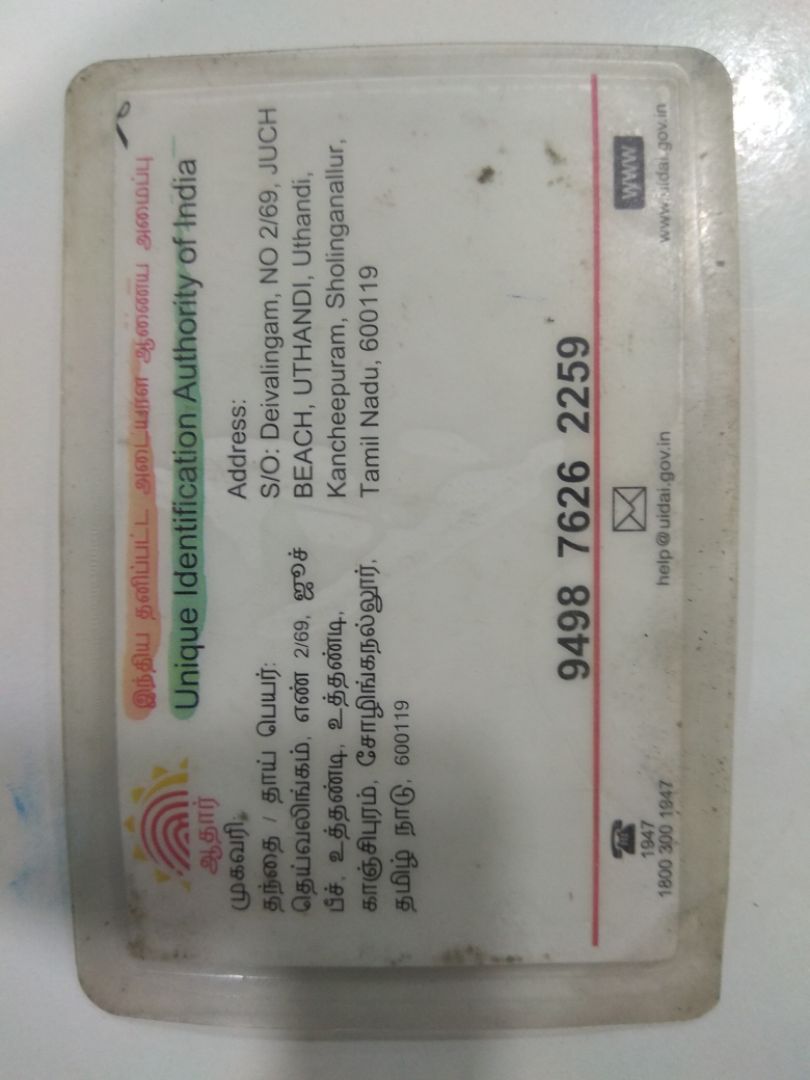 இந்திய தனிப்பட்ட அடையாள ஆணைய அமைப்பு
Unique Identification Authority of India
ஆதார்
முகவரி:
தந்தை / தாய் பெயர்:
தெய்வலிங்கம், எண் 2/69, ஜூச்
பீச், உத்தண்டி, உத்தண்டி,
காஞ்சிபுரம், சோழிங்கநல்லூர்,
தமிழ் நாடு, 600119
Address:
S/O: Deivalingam, NO 2/69, JUCH
BEACH, UTHANDI, Uthandi,
Kancheepuram, Sholinganallur,
Tamil Nadu, 600119
9498 7626 2259
1947
1800 300 1947
help@uidai.gov.in
WWW
www.uidai.gov.in